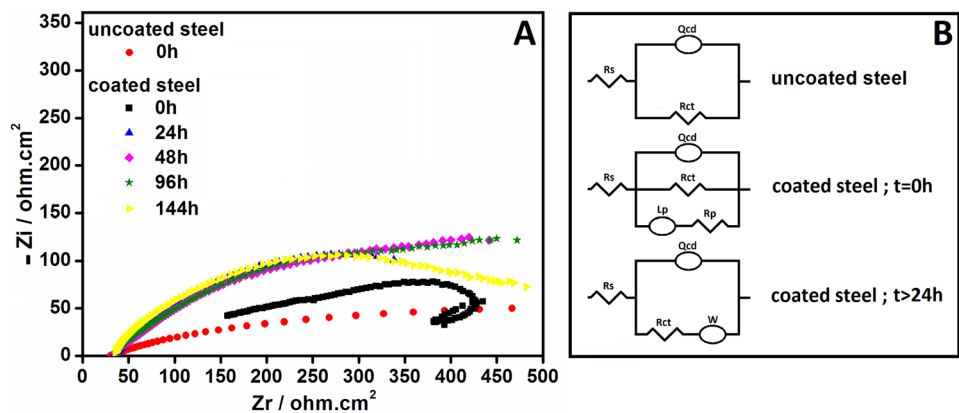 A
350
300
250
200
150
100
50
0
- Zi / ohm.cm²
0 50 100 150 200 250 300 350 400 450 500
Zr / ohm.cm²
uncoated steel
0h
coated steel
0h
24h
48h
96h
144h
B
Qcd
Rs
Rct
uncoated steel
Qcd
Rs
Rct
Lp
Rp
coated steel ; t=0h
Qcd
Rs
Rct
W
coated steel ; t>24h